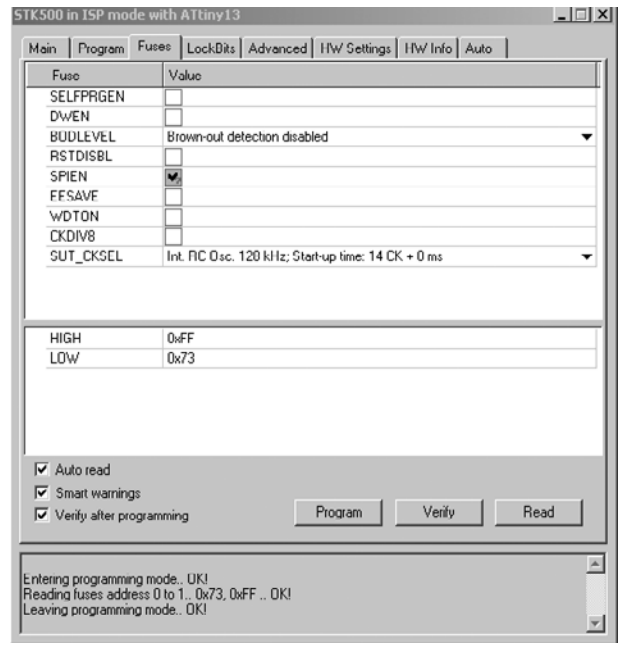 STK500 in ISP mode with ATtiny13
Main Program Fuses LockBits Advanced HW Settings HW Info Auto
Fuse Value
SELFPRGEN
DWEN
BODLEVEL Brown-out detection disabled
RSTDISBL
SPIEN
EESAVE
WDTON
CKDIV8
SUT_CKSEL Int. RC Osc. 120 kHz; Start-up time: 14 CK + 0 ms
HIGH 0xFF
LOW 0x73
Auto read
Smart warnings
Verify after programming
Program Verify Read
Entering programming mode.. OK!
Reading fuses address 0 to 1.. 0x73, 0xFF .. OK!
Leaving programming mode.. OK!